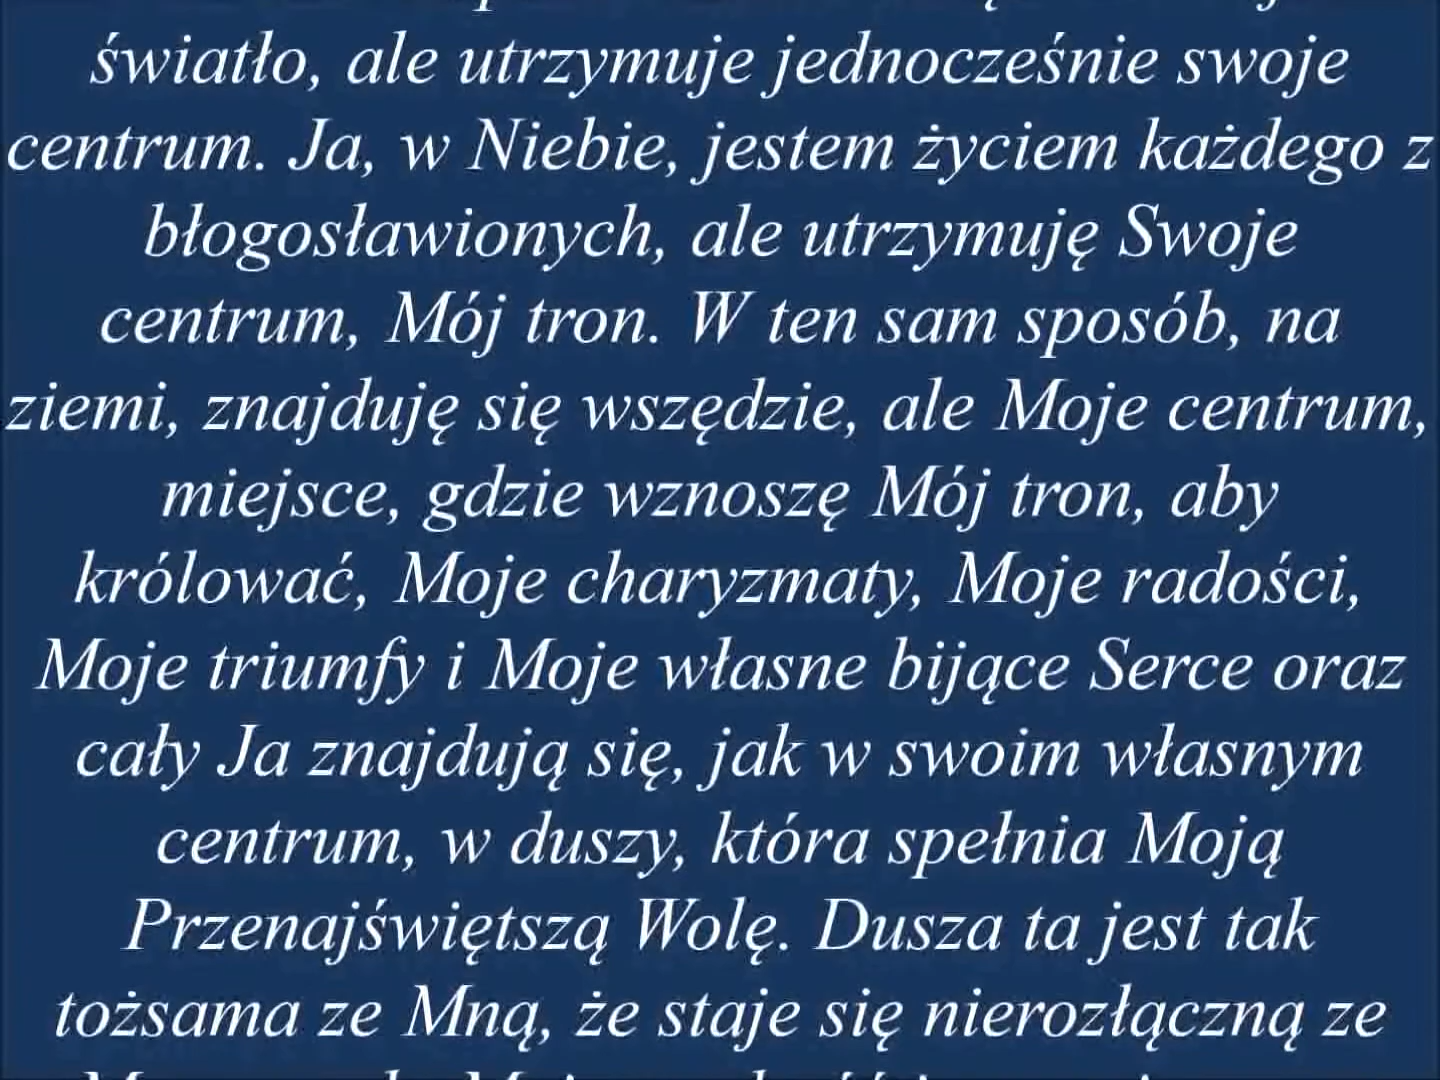 światło, ale utrzymuje jednocześnie swoje
centrum. Ja, w Niebie, jestem życiem każdego z
błogosławionych, ale utrzymuję Swoje
centrum, Mój tron. W ten sam sposób, na
ziemi, znajduję się wszędzie, ale Moje centrum,
miejsce, gdzie wznoszę Mój tron, aby
królować, Moje charyzmaty, Moje radości,
Moje triumfy i Moje własne bijące Serce oraz
cały Ja znajdują się, jak w swoim własnym
centrum, w duszy, która spełnia Moją
Przenajświętszą Wolę. Dusza ta jest tak
tożsama ze Mną, że staje się nierozłączną ze